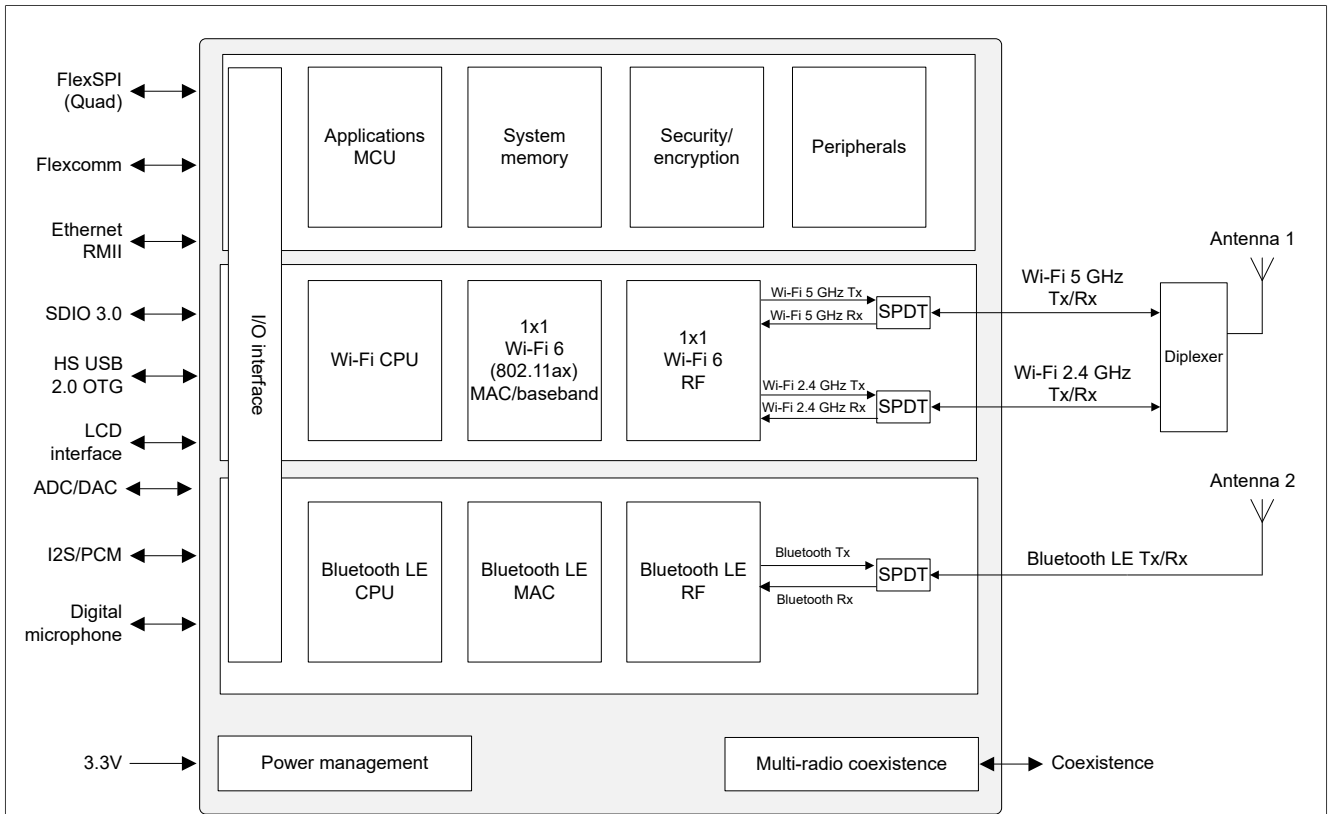 FlexSPI
(Quad)
Flexcomm
Ethernet
RMII
SDIO 3.0
HS USB
2.0 OTG
LCD
interface
ADC/DAC
I2S/PCM
Digital
microphone
3.3V
I/O interface
Applications
MCU
System
memory
Security/
encryption
Peripherals
Wi-Fi CPU
1x1
Wi-Fi 6
(802.11ax)
MAC/baseband
1x1
Wi-Fi 6
RF
Wi-Fi 5 GHz Tx
Wi-Fi 5 GHz Rx
SPDT
Wi-Fi 2.4 GHz Tx
Wi-Fi 2.4 GHz Rx
SPDT
Wi-Fi 5 GHz
Tx/Rx
Wi-Fi 2.4 GHz
Tx/Rx
Diplexer
Antenna 1
Bluetooth LE
CPU
Bluetooth LE
MAC
Bluetooth LE
RF
Bluetooth Tx
Bluetooth Rx
SPDT
Bluetooth LE Tx/Rx
Antenna 2
Power management
Multi-radio coexistence
Coexistence